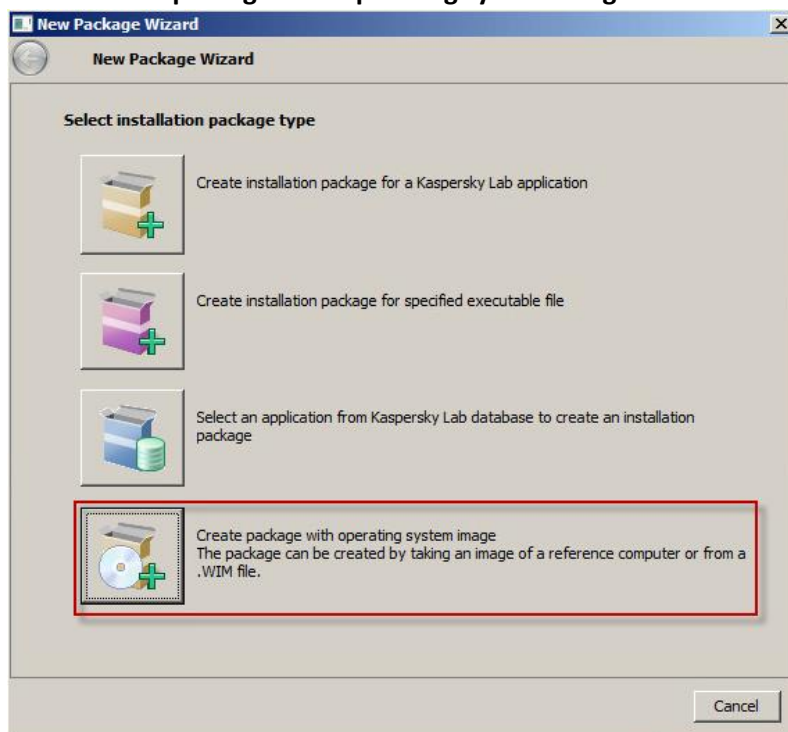 New Package Wizard
New Package Wizard
Select installation package type
Create installation package for a Kaspersky Lab application
Create installation package for specified executable file
Select an application from Kaspersky Lab database to create an installation
package
Create package with operating system image
The package can be created by taking an image of a reference computer or from a
.WIM file.
Cancel